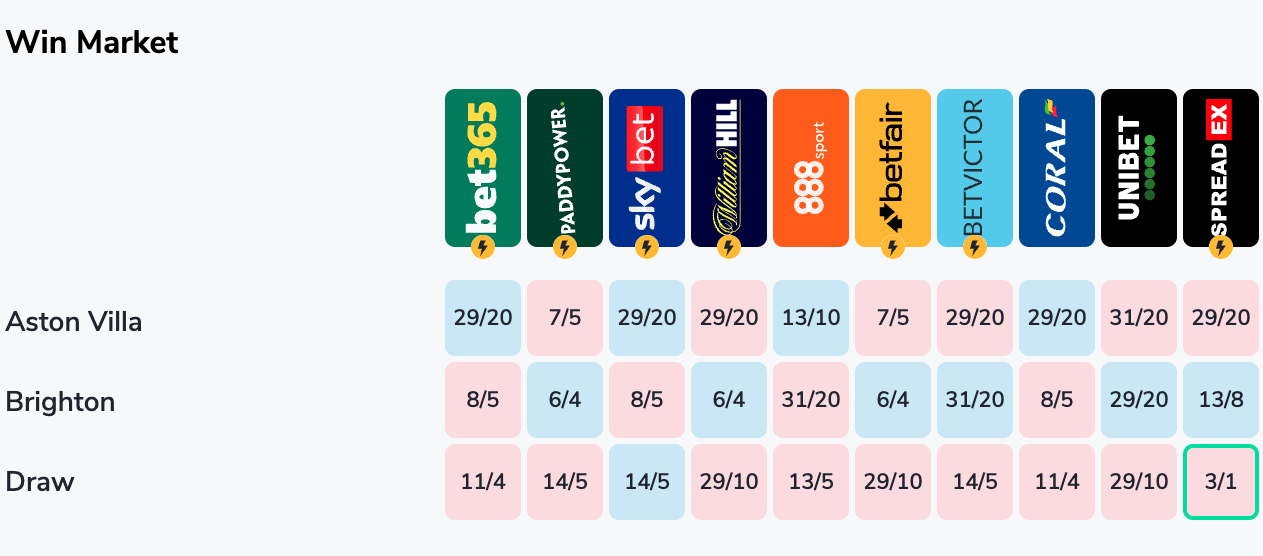 Win Market
bet365
PADDYPOWER.
sky bet
William HILL
888 sport
betfair
BETVICTOR
CORAL
UNIBET
SPREAD EX
Aston Villa 29/20 7/5 29/20 29/20 13/10 7/5 29/20 29/20 31/20 29/20
Brighton 8/5 6/4 8/5 6/4 31/20 6/4 31/20 8/5 29/20 13/8
Draw 11/4 14/5 14/5 29/10 13/5 29/10 14/5 11/4 29/10 3/1